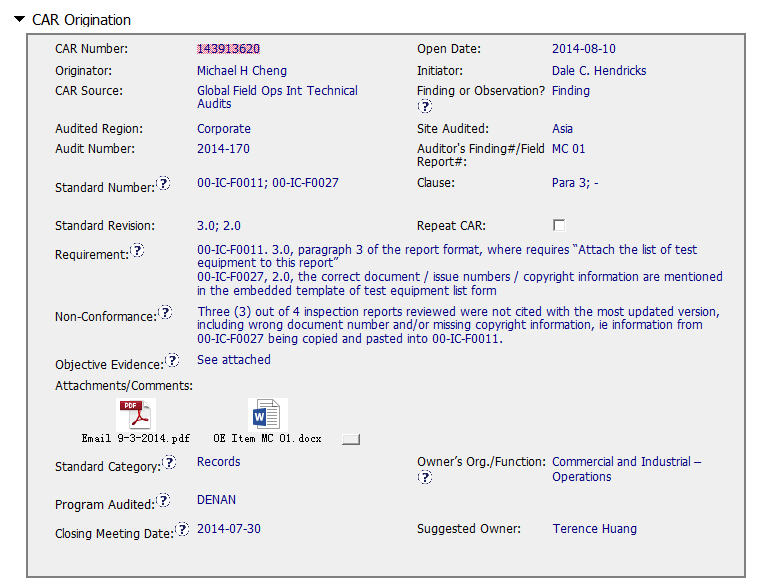 CAR Origination
CAR Number: 143913620 Open Date: 2014-08-10
Originator: Michael H Cheng Initiator: Dale C. Hendricks
CAR Source: Global Field Ops Int Technical Audits Finding or Observation? Finding
?
Audited Region: Corporate Site Audited: Asia
Audit Number: 2014-170 Auditor's Finding#/Field Report#: MC 01
Standard Number: ? 00-IC-F0011; 00-IC-F0027 Clause: Para 3; -
Standard Revision: 3.0; 2.0 Repeat CAR:
Requirement: ? 00-IC-F0011. 3.0, paragraph 3 of the report format, where requires “Attach the list of test
equipment to this report”
00-IC-F0027, 2.0, the correct document / issue numbers / copyright information are mentioned
in the embedded template of test equipment list form
Non-Conformance: ? Three (3) out of 4 inspection reports reviewed were not cited with the most updated version,
including wrong document number and/or missing copyright information, ie information from
00-IC-F0027 being copied and pasted into 00-IC-F0011.
Objective Evidence: ? See attached
Attachments/Comments:
PDF W
Email 9-3-2014.pdf OE Item MC 01.docx
Standard Category: ? Records Owner's Org./Function: Commercial and Industrial –
? Operations
Program Audited: ? DENAN
Closing Meeting Date: ? 2014-07-30 Suggested Owner: Terence Huang